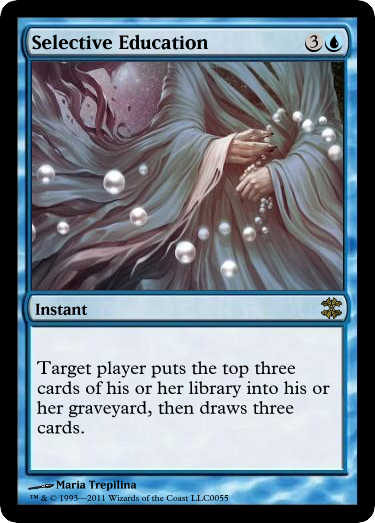 Selective Education 3
Instant
Target player puts the top three
cards of his or her library into his or
her graveyard, then draws three
cards.
Maria Trepilina
™ & © 1993—2011 Wizards of the Coast LLC0055